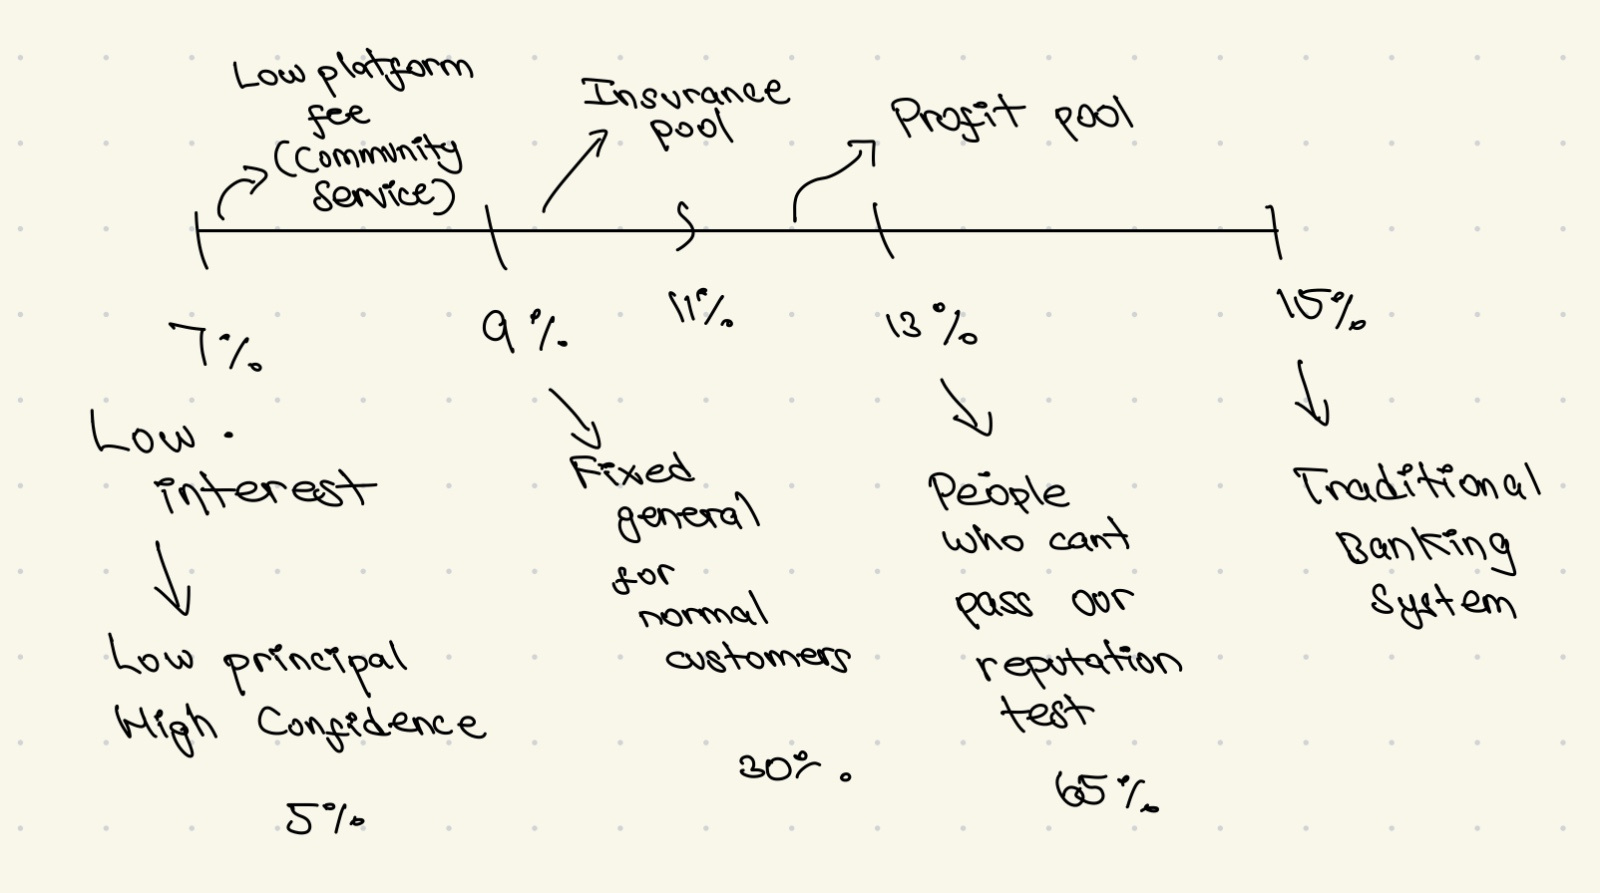 Low platform
fee
(Community
Service)
Insurance
pool
Profit pool
7%
9%
11%
13%
15%
Low
interest
Low principal
High Confidence
5%
Fixed
general
for
normal
customers
30%.
People
who cant
pass our
reputation
test
65%
Traditional
Banking
System